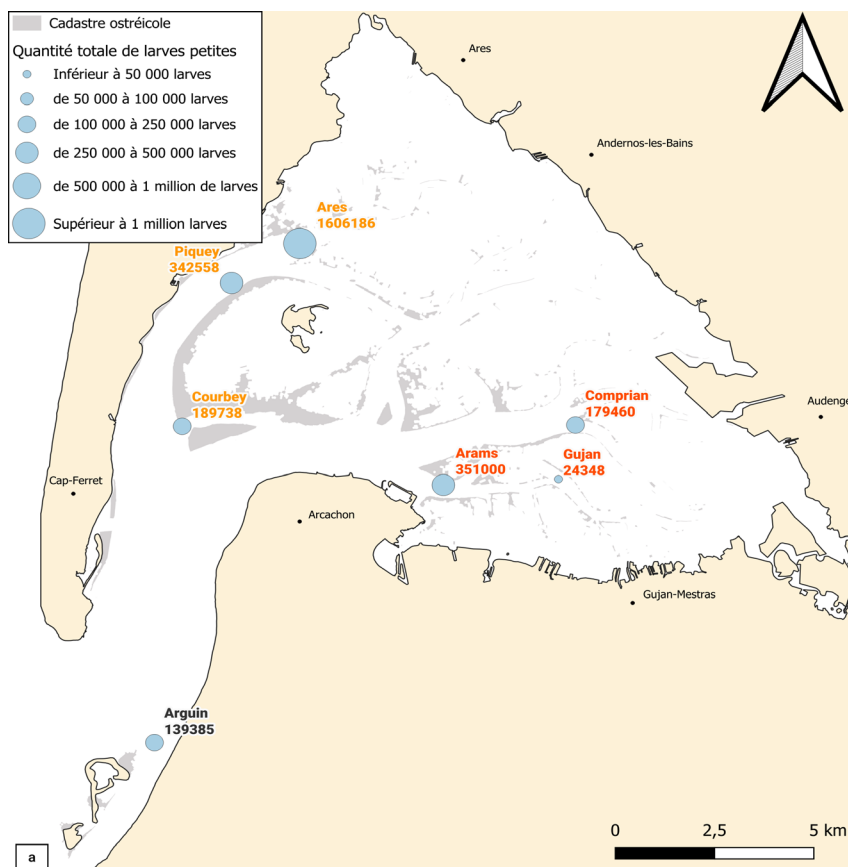 Cadastre ostréicole
Quantité totale de larves petites
Inférieur à 50 000 larves
de 50 000 à 100 000 larves
de 100 000 à 250 000 larves
de 250 000 à 500 000 larves
de 500 000 à 1 million de larves
Supérieur à 1 million larves
Ares
Andernos-les-Bains
Ares
1606186
Piquey
342558
Courbey
189738
Comprian
179460
Audenge
Arams
351000
Gujan
24348
Cap-Ferret
Arcachon
Gujan-Mestras
Arguin
139385
0 2,5 5 km
a